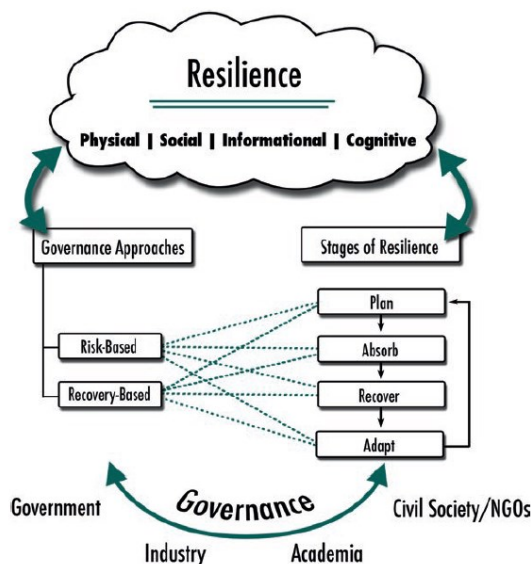 Resilience
Physical | Social | Informational | Cognitive
Governance Approaches
Stages of Resilience
Plan
Risk-Based
Absorb
Recovery-Based
Recover
Adapt
Governance
Government
Civil Society/NGOs
Industry
Academia